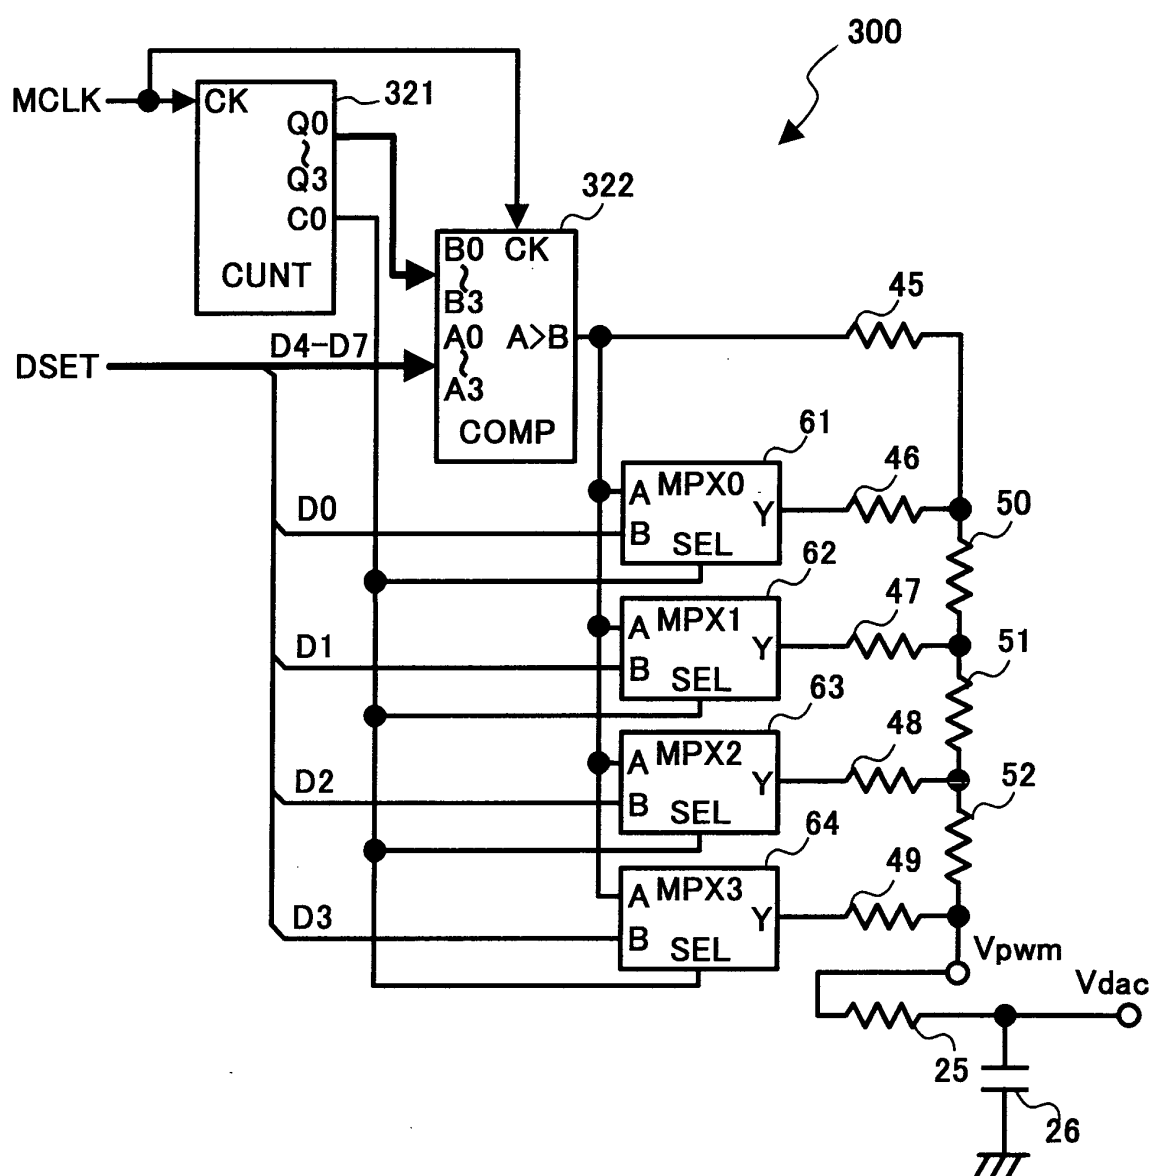 300
MCLK
CK
321
Q0
~
Q3
C0
CUNT
322
B0
~
B3
CK
A0
~
A3
A>B
COMP
DSET
D4-D7
45
61
MPX0
A
B
Y
SEL
D0
46
50
62
MPX1
A
B
Y
SEL
D1
47
51
63
MPX2
A
B
Y
SEL
D2
48
52
64
MPX3
A
B
Y
SEL
D3
49
Vpwm
Vdac
25
26